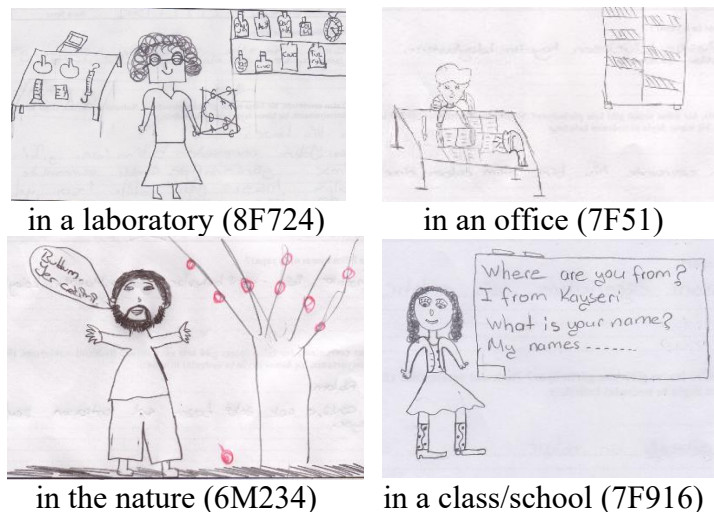 in a laboratory (8F724)
in an office (7F51)
Buldum,
in the nature (6M234)
Where are you from?
I from Kayseri
What is your name?
My names .......
in a class/school (7F916)